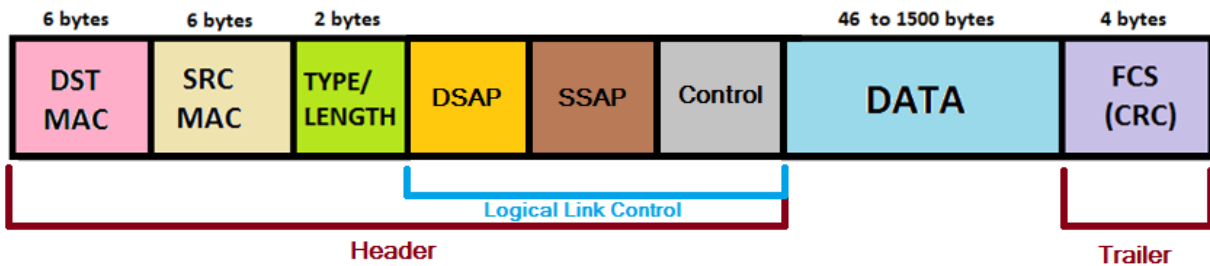 6 bytes
6 bytes
2 bytes
46 to 1500 bytes
4 bytes
DST
MAC
SRC
MAC
TYPE/
LENGTH
DSAP
SSAP
Control
DATA
FCS
(CRC)
Logical Link Control
Header
Trailer